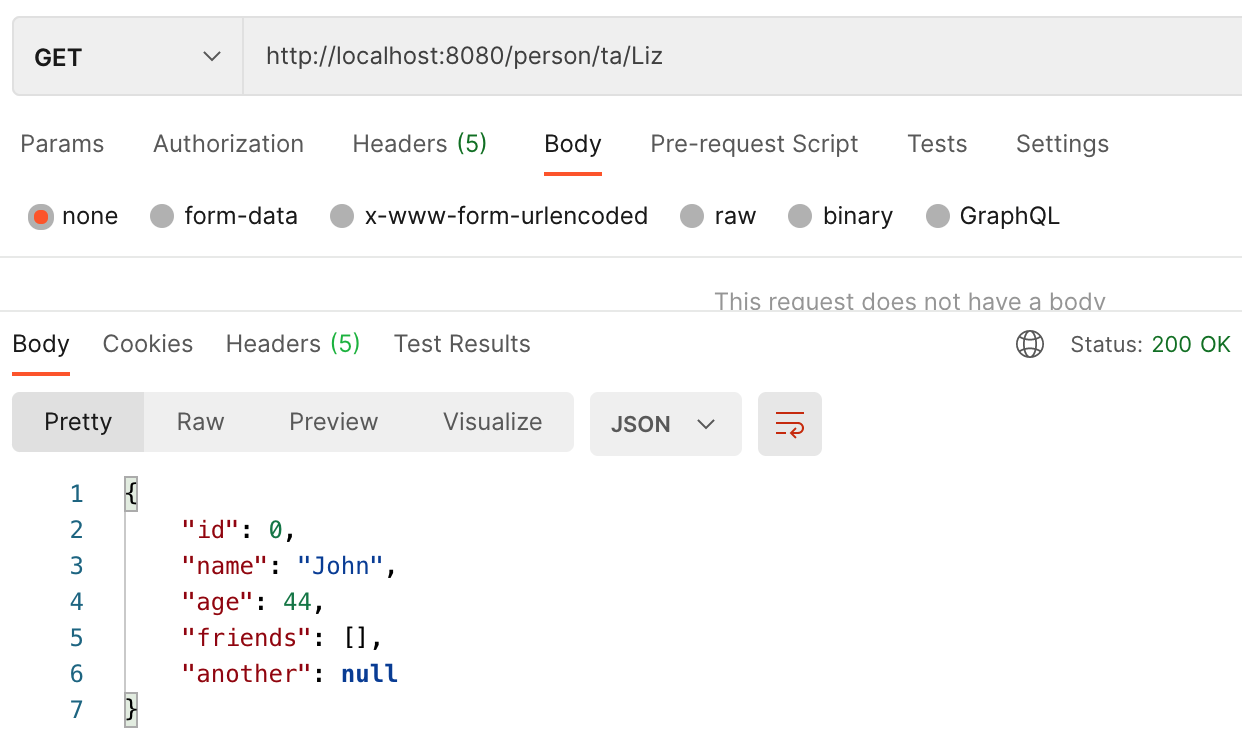 GET http://localhost:8080/person/ta/Liz
Params Authorization Headers (5) Body Pre-request Script Tests Settings
none form-data x-www-form-urlencoded raw binary GraphQL
This request does not have a body
Body Cookies Headers (5) Test Results Status: 200 OK
Pretty Raw Preview Visualize JSON
1 {
2 "id": 0,
3 "name": "John",
4 "age": 44,
5 "friends": [],
6 "another": null
7 }